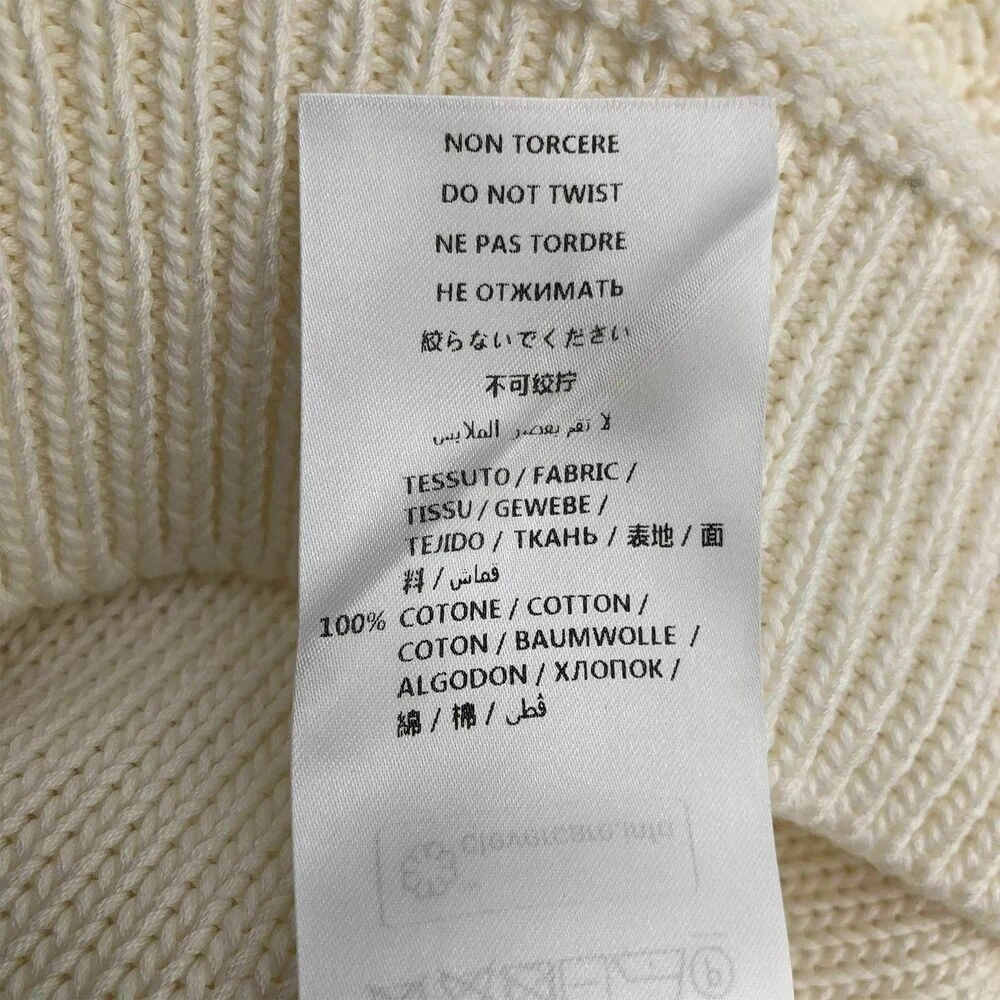 NON TORCERE
DO NOT TWIST
NE PAS TORDRE
НЕ ОТЖИМАТЬ
絞らないでください
不可绞拧
لا تقم بعصر الملابس
TESSUTO / FABRIC /
TISSU / GEWEBE /
TEJIDO / ТКАНЬ / 表地 / 面
料 / قماش
100% COTONE / COTTON /
COTON / BAUMWOLLE /
ALGODON / ХЛОПОК /
綿 / 棉 / قطن
clevercare.info
P